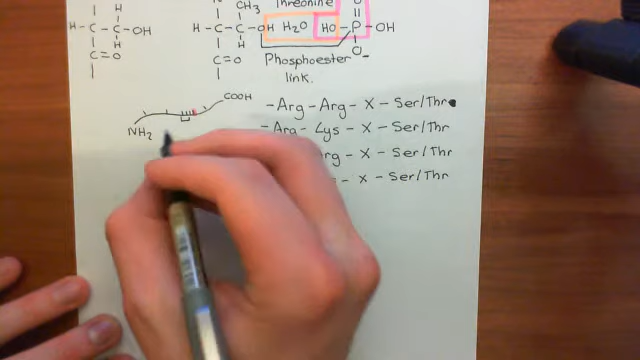 H CH₃ Threonine
H-C-C-OH H-C-C-OH H₂O HO-P-OH
H H O
C=O C=O Phosphoester
link.
COOH -Arg-Arg-X-Ser/Thr
NH₂ -Arg-Lys-X-Ser/Thr
rg-X-Ser/Thr
-X-Ser/Thr